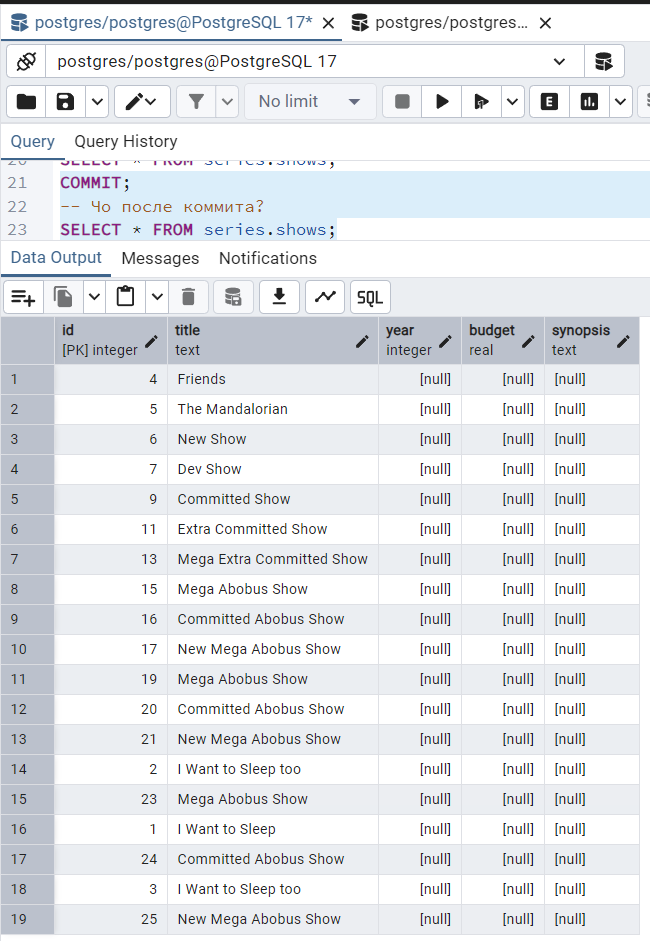 postgres/postgres@PostgreSQL 17* postgres/postgres...
postgres/postgres@PostgreSQL 17
No limit E
Query Query History
20 SELECT * FROM series.shows;
21 COMMIT;
22 -- Чо после коммита?
23 SELECT * FROM series.shows;
Data Output Messages Notifications
SQL
id title year budget synopsis
[PK] integer text integer real text
1 4 Friends [null] [null] [null]
2 5 The Mandalorian [null] [null] [null]
3 6 New Show [null] [null] [null]
4 7 Dev Show [null] [null] [null]
5 9 Committed Show [null] [null] [null]
6 11 Extra Committed Show [null] [null] [null]
7 13 Mega Extra Committed Show [null] [null] [null]
8 15 Mega Abobus Show [null] [null] [null]
9 16 Committed Abobus Show [null] [null] [null]
10 17 New Mega Abobus Show [null] [null] [null]
11 19 Mega Abobus Show [null] [null] [null]
12 20 Committed Abobus Show [null] [null] [null]
13 21 New Mega Abobus Show [null] [null] [null]
14 2 I Want to Sleep too [null] [null] [null]
15 23 Mega Abobus Show [null] [null] [null]
16 1 I Want to Sleep [null] [null] [null]
17 24 Committed Abobus Show [null] [null] [null]
18 3 I Want to Sleep too [null] [null] [null]
19 25 New Mega Abobus Show [null] [null] [null]